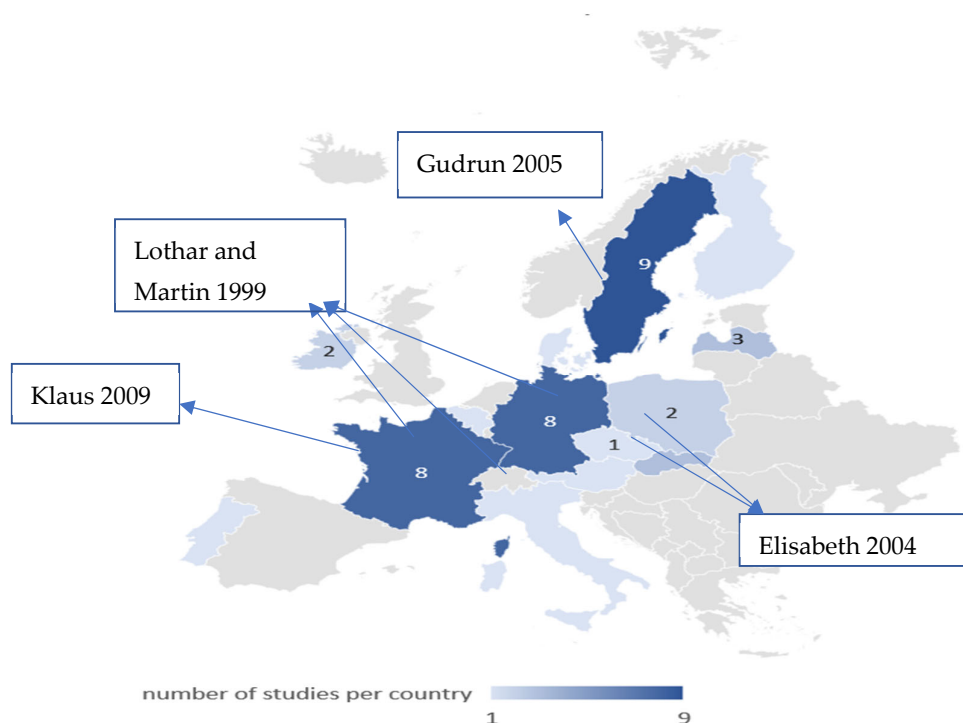 Gudrun 2005
Lothar and
Martin 1999
9
2
3
Klaus 2009
8
2
1
8
Elisabeth 2004
number of studies per country
1
9